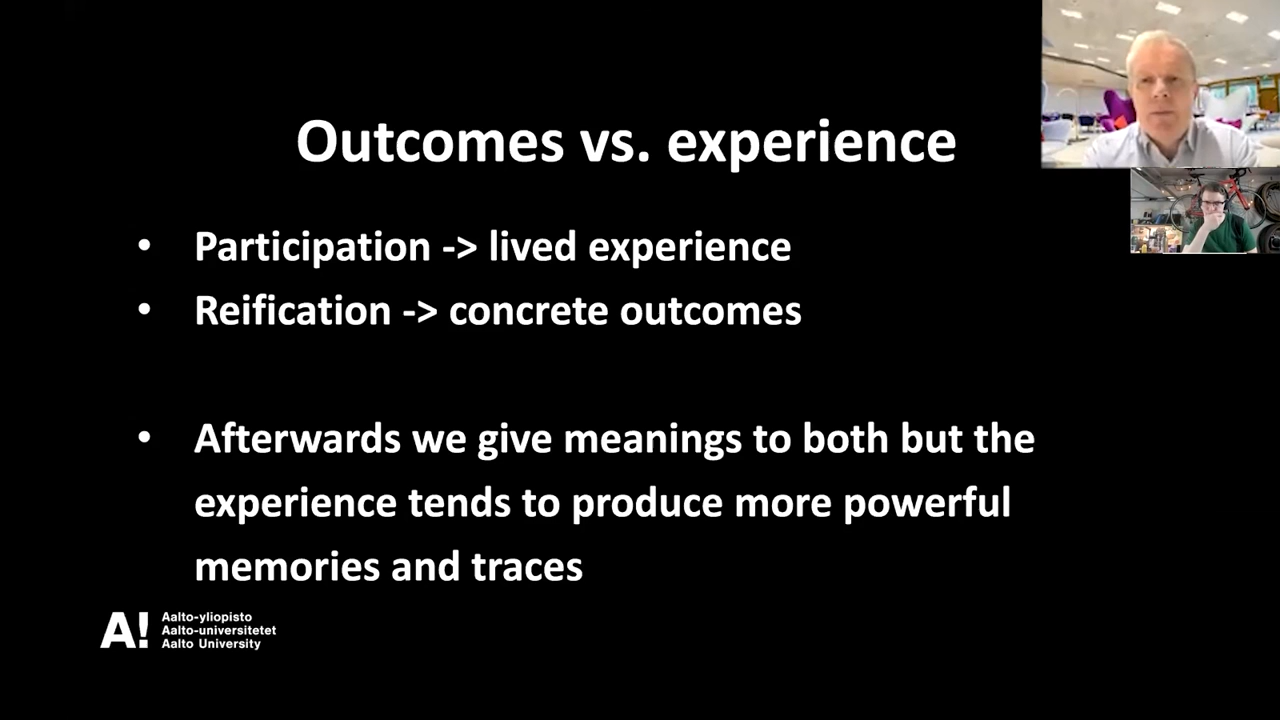 Outcomes vs. experience
• Participation -> lived experience
• Reification -> concrete outcomes
• Afterwards we give meanings to both but the
experience tends to produce more powerful
memories and traces
A!
Aalto-yliopisto
Aalto-universitetet
Aalto University